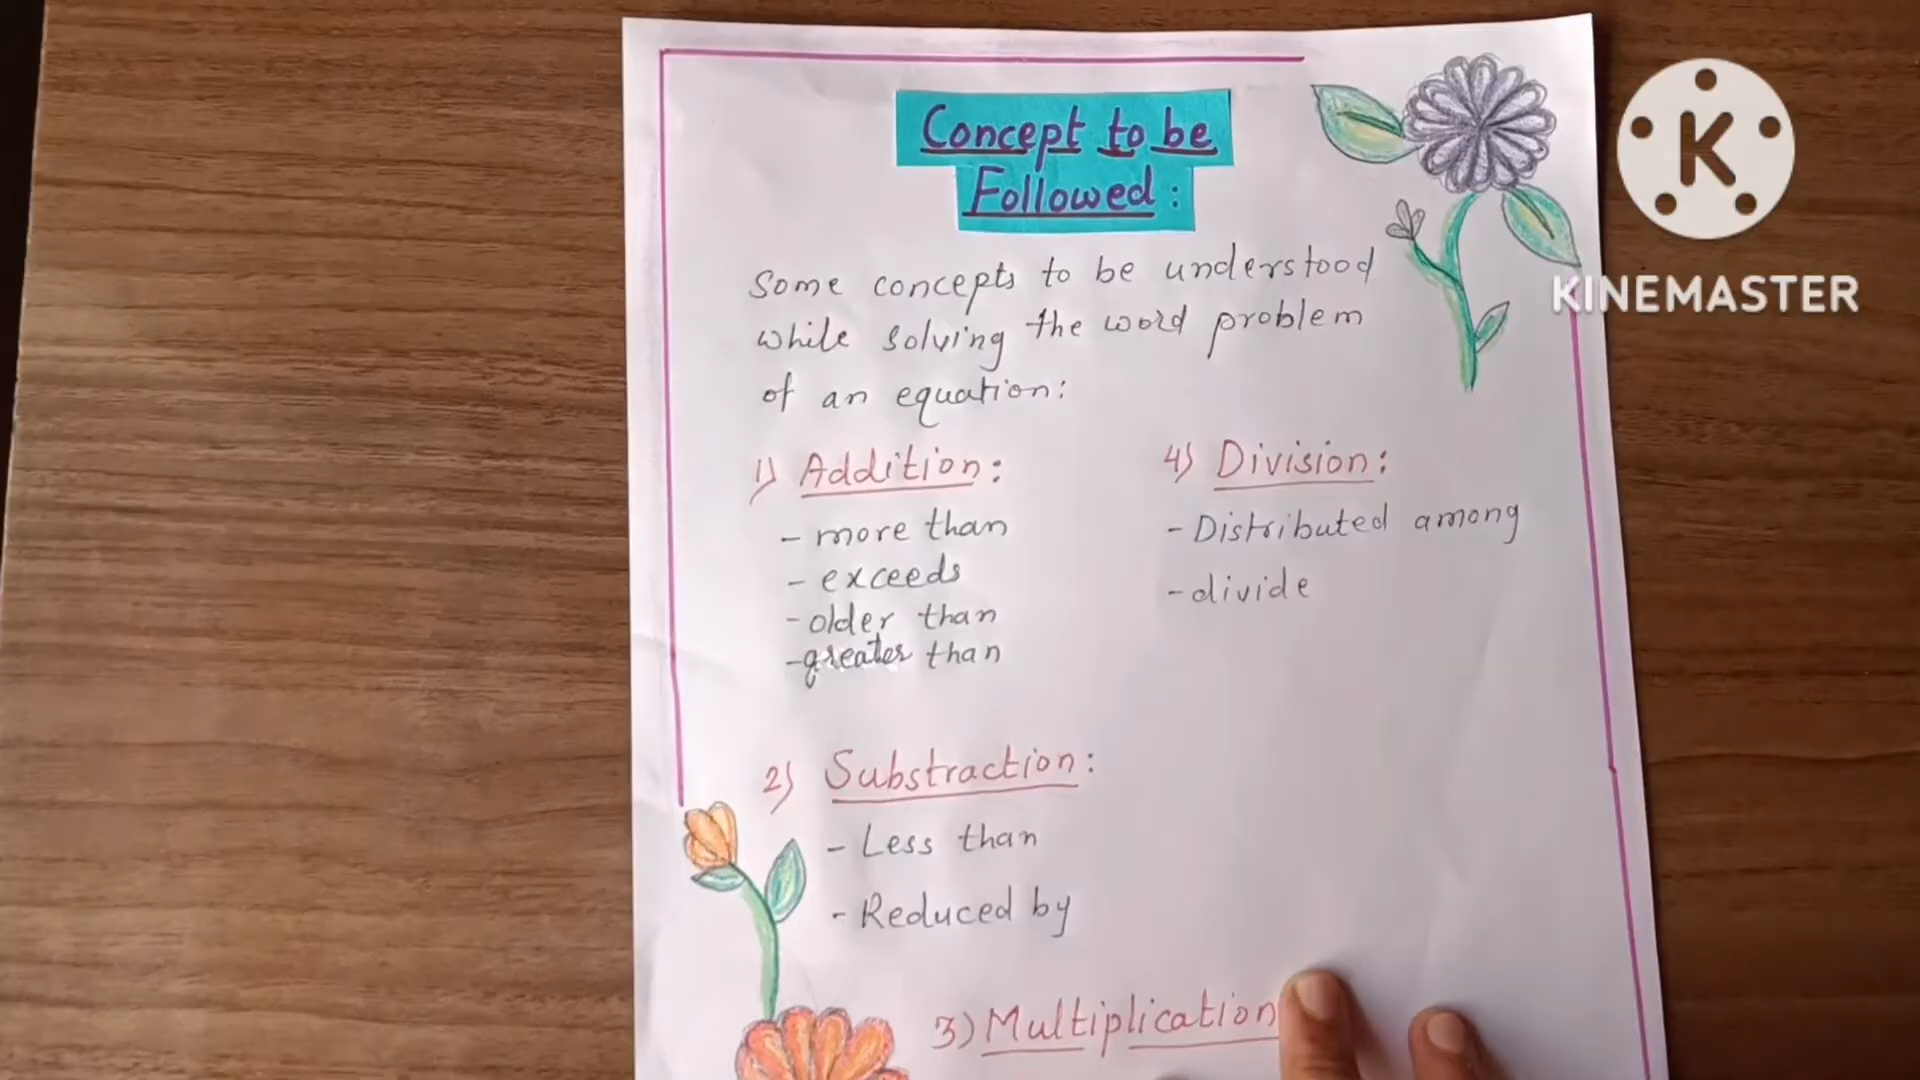 Concept to be
Followed:
Some concepts to be understood
while solving the word problem
of an equation:
1) Addition:
- more than
- exceeds
- older than
- greater than
4) Division:
- Distributed among
- divide
2) Substraction:
- Less than
- Reduced by
3) Multiplication
K
KINEMASTER